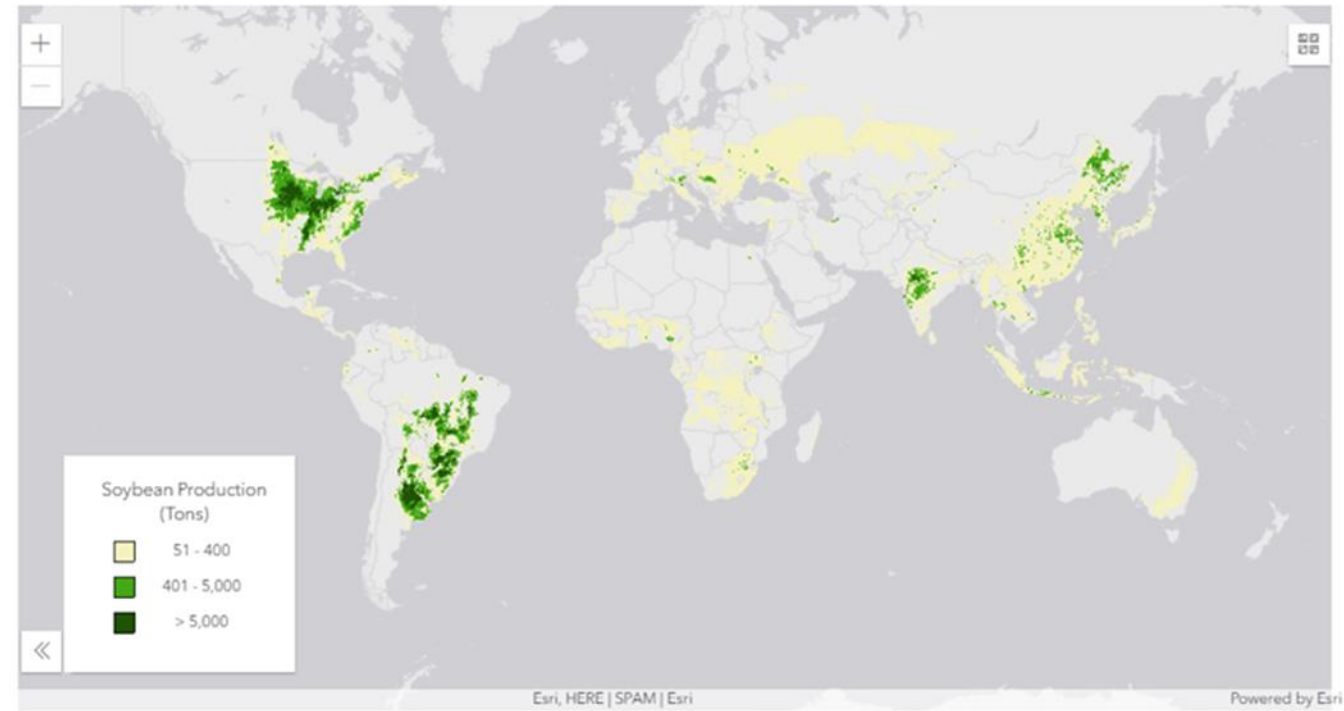 +
−
Soybean Production
(Tons)
51 - 400
401 - 5,000
> 5,000
Esri, HERE | SPAM | Esri
Powered by Esri